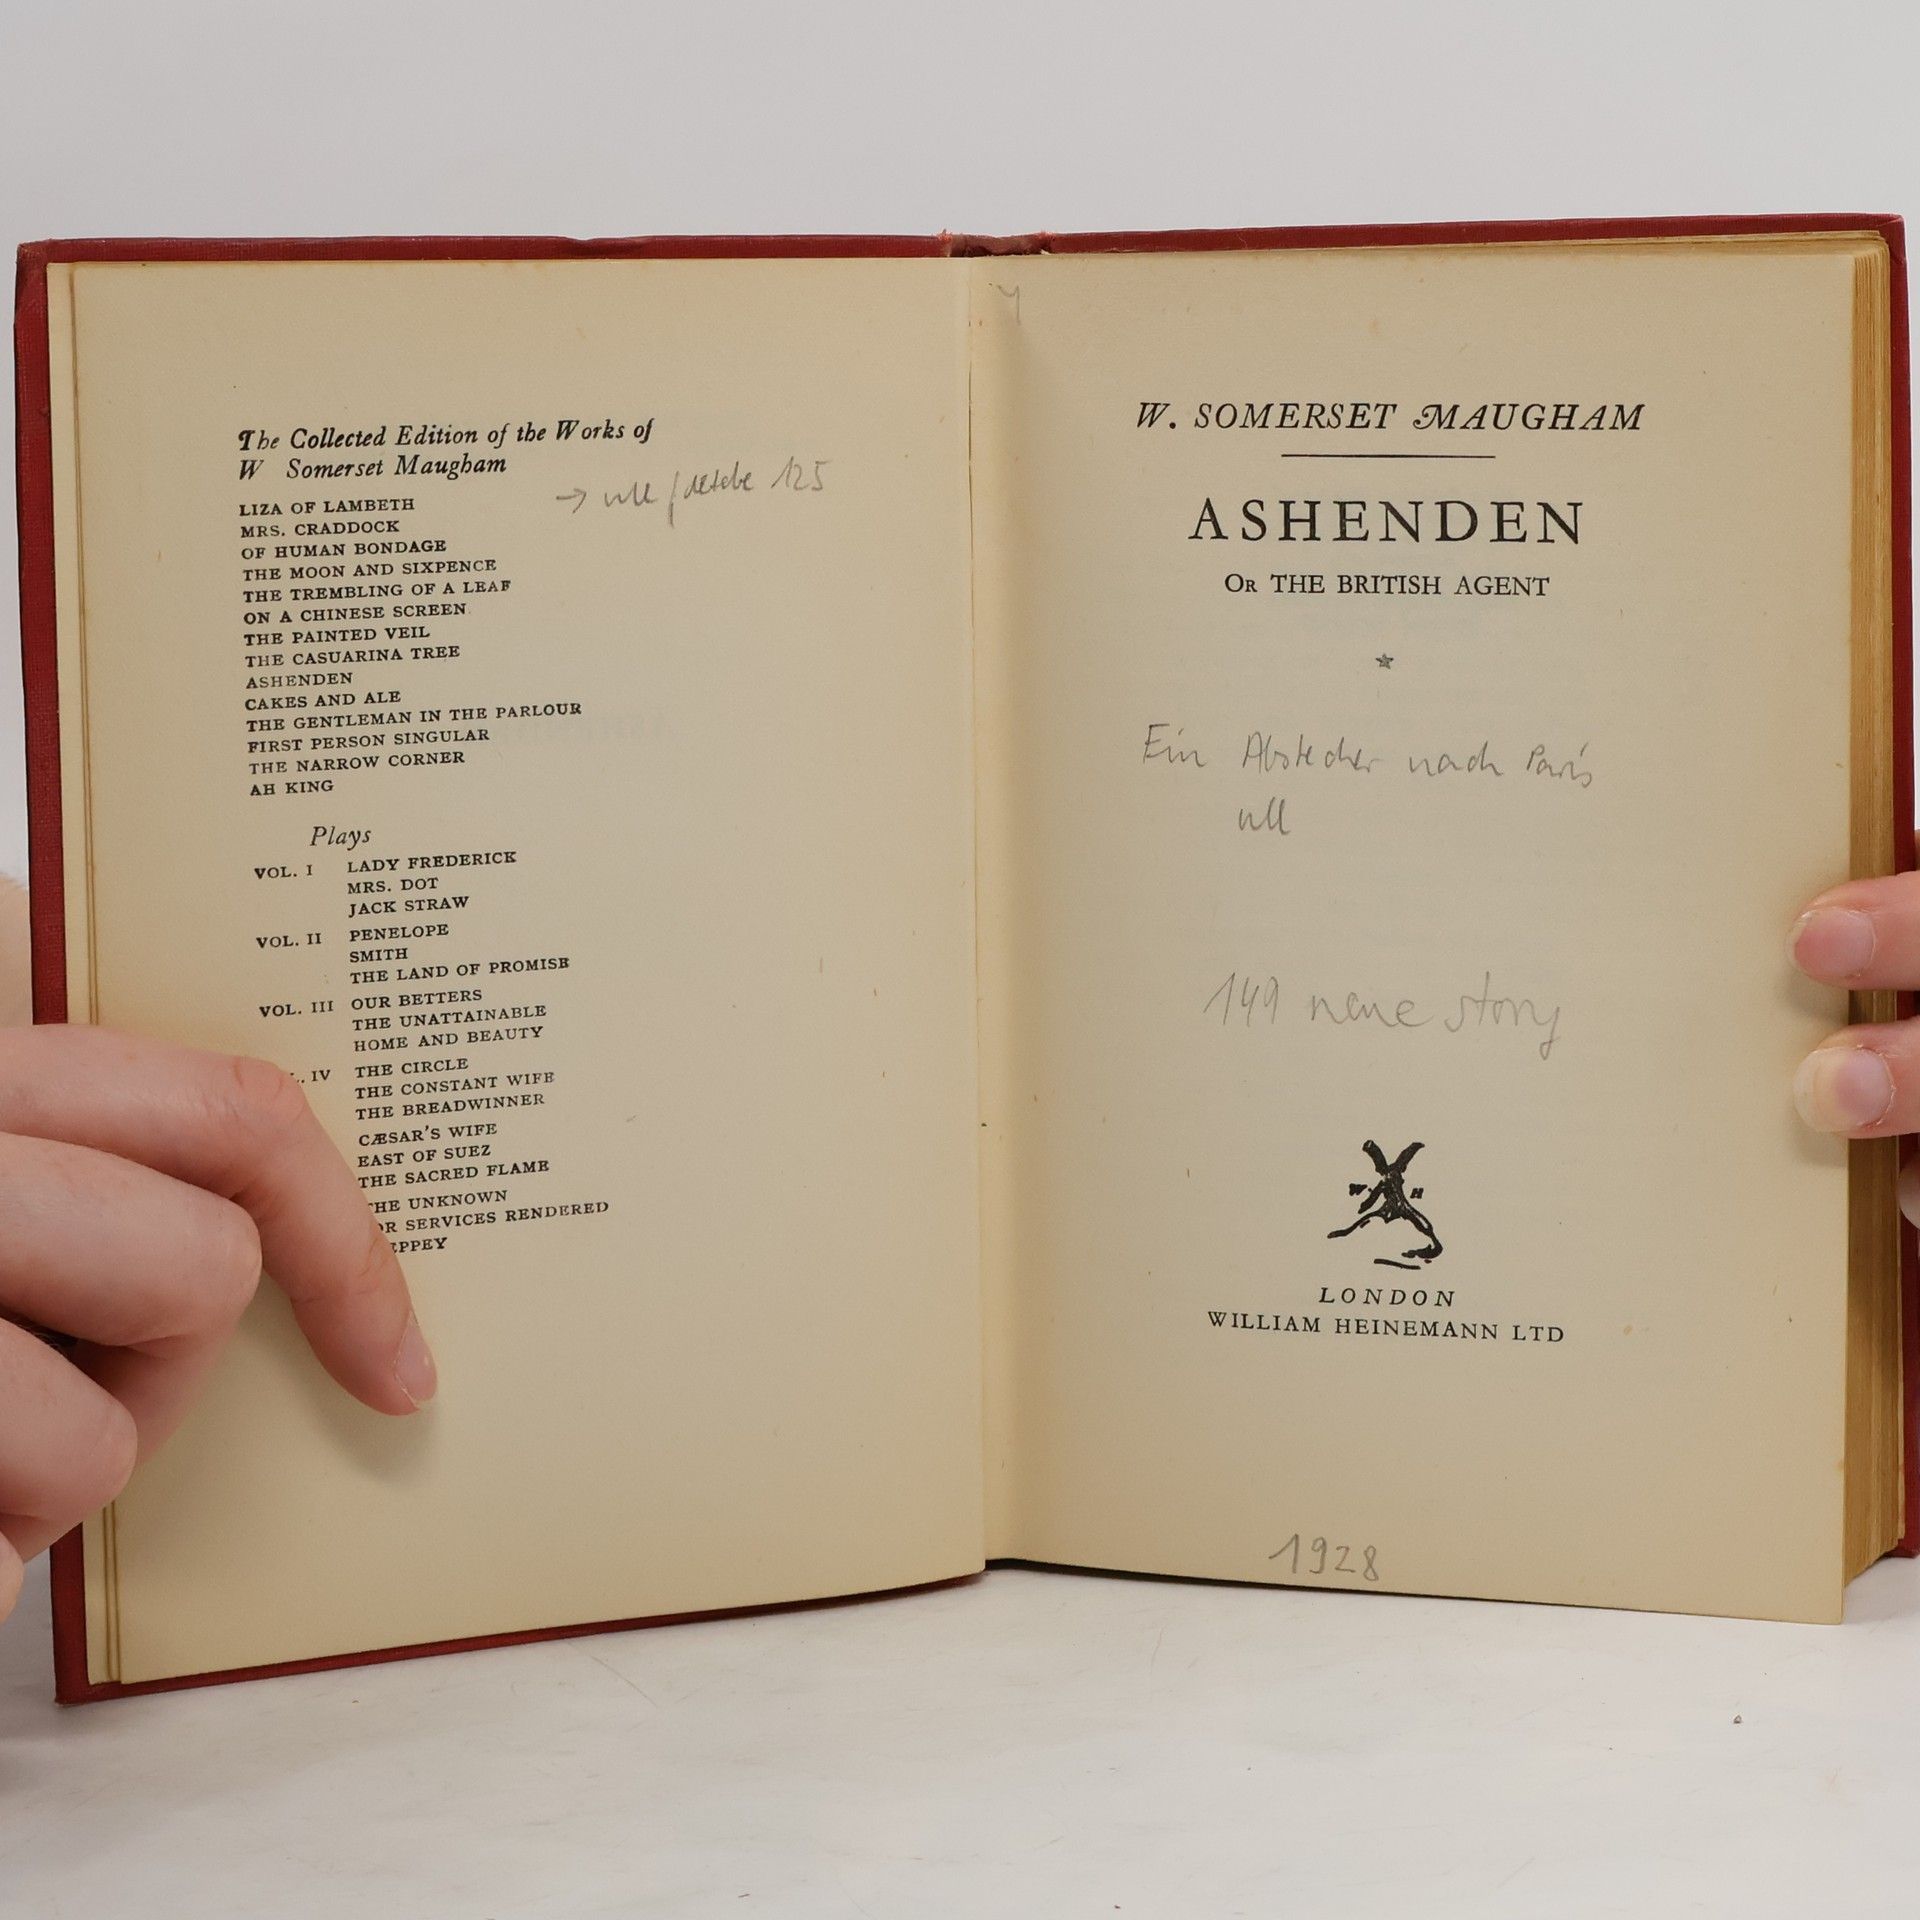 The Collected Edition of the Works of
W Somerset Maugham
LIZA OF LAMBETH
MRS. CRADDOCK
OF HUMAN BONDAGE
THE MOON AND SIXPENCE
THE TREMBLING OF A LEAF
ON A CHINESE SCREEN
THE PAINTED VEIL
THE CASUARINA TREE
ASHENDEN
CAKES AND ALE
THE GENTLEMAN IN THE PARLOUR
FIRST PERSON SINGULAR
THE NARROW CORNER
AH KING
→ 125
Plays
VOL. I LADY FREDERICK
MRS. DOT
JACK STRAW
VOL. II PENELOPE
SMITH
THE LAND OF PROMISE
VOL. III OUR BETTERS
THE UNATTAINABLE
HOME AND BEAUTY
IV THE CIRCLE
THE CONSTANT WIFE
THE BREADWINNER
CÆSAR'S WIFE
EAST OF SUEZ
THE SACRED FLAME
THE UNKNOWN
OR SERVICES RENDERED
EPPEY
W. SOMERSET MAUGHAM
ASHENDEN
OR THE BRITISH AGENT
Ein Abstecher nach Paris
149 neue story
W H
LONDON
WILLIAM HEINEMANN LTD
1928